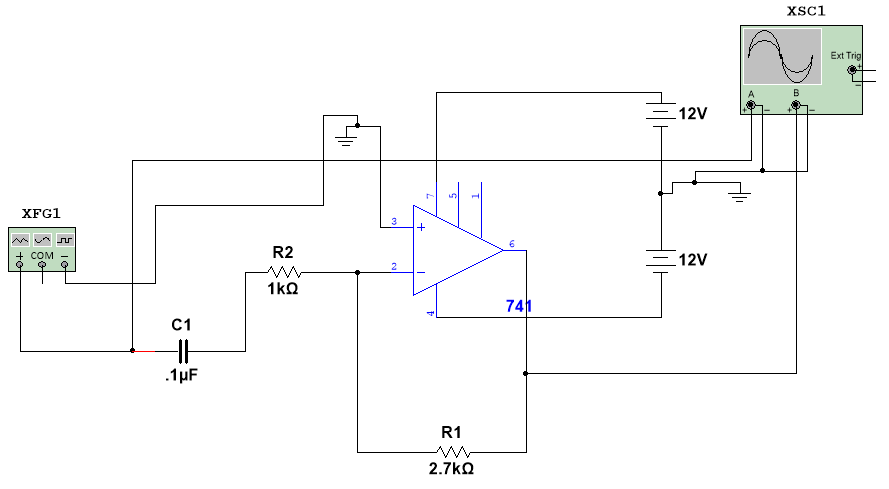 XSC1
Ext Trig
+
−
A
B
+ − + −
12V
7
5
1
3
+
XFG1
COM
+ −
R2
1kΩ
2
−
6
12V
741
4
C1
.1µF
R1
2.7kΩ